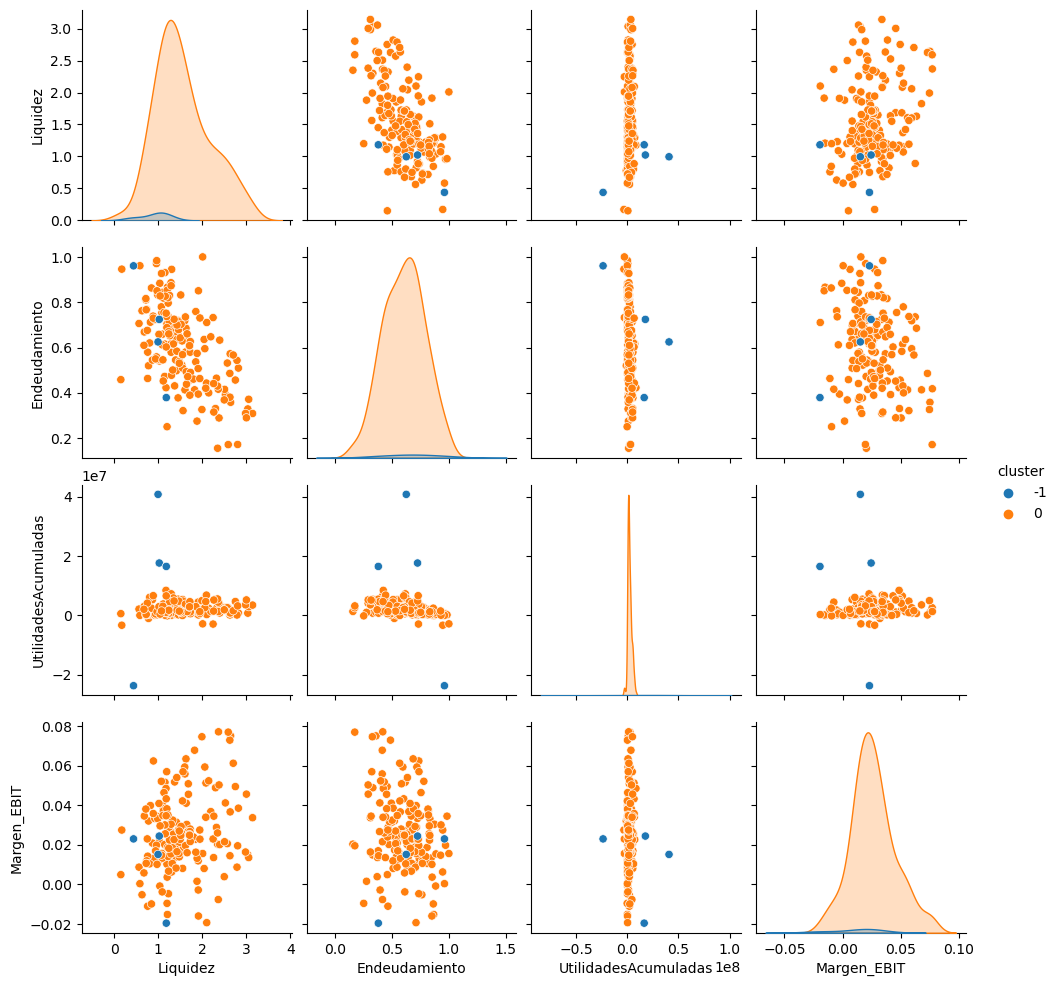 3.0
2.5
2.0
1.5
1.0
0.5
0.0
Liquidez
1.0
0.8
0.6
0.4
0.2
Endeudamiento
1e7
4
2
0
−2
UtilidadesAcumuladas
cluster
-1
0
0.08
0.06
0.04
0.02
0.00
−0.02
Margen_EBIT
0 2 4
Liquidez
0.0 0.5 1.0 1.5
Endeudamiento
−0.5 0.0 0.5 1.0
1e8
UtilidadesAcumuladas
−0.05 0.00 0.05 0.10
Margen_EBIT